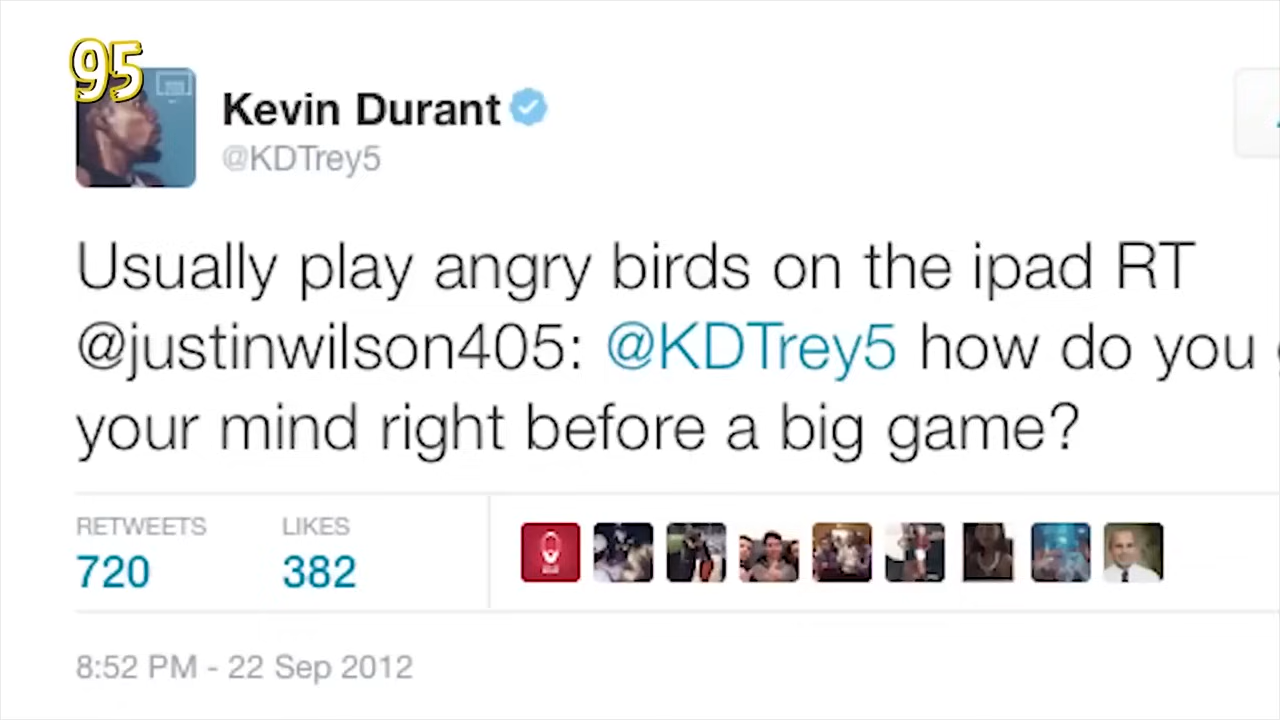 95
Kevin Durant
@KDTrey5
Usually play angry birds on the ipad RT
@justinwilson405: @KDTrey5 how do you
your mind right before a big game?
RETWEETS LIKES
720 382
8:52 PM - 22 Sep 2012